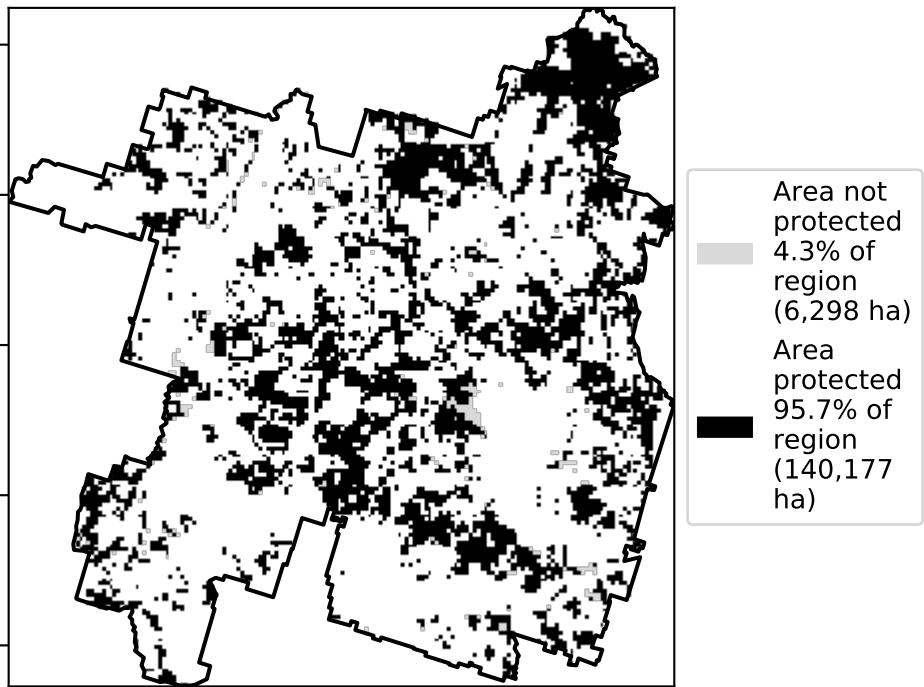 Area not
protected
4.3% of
region
(6,298 ha)
Area
protected
95.7% of
region
(140,177
ha)